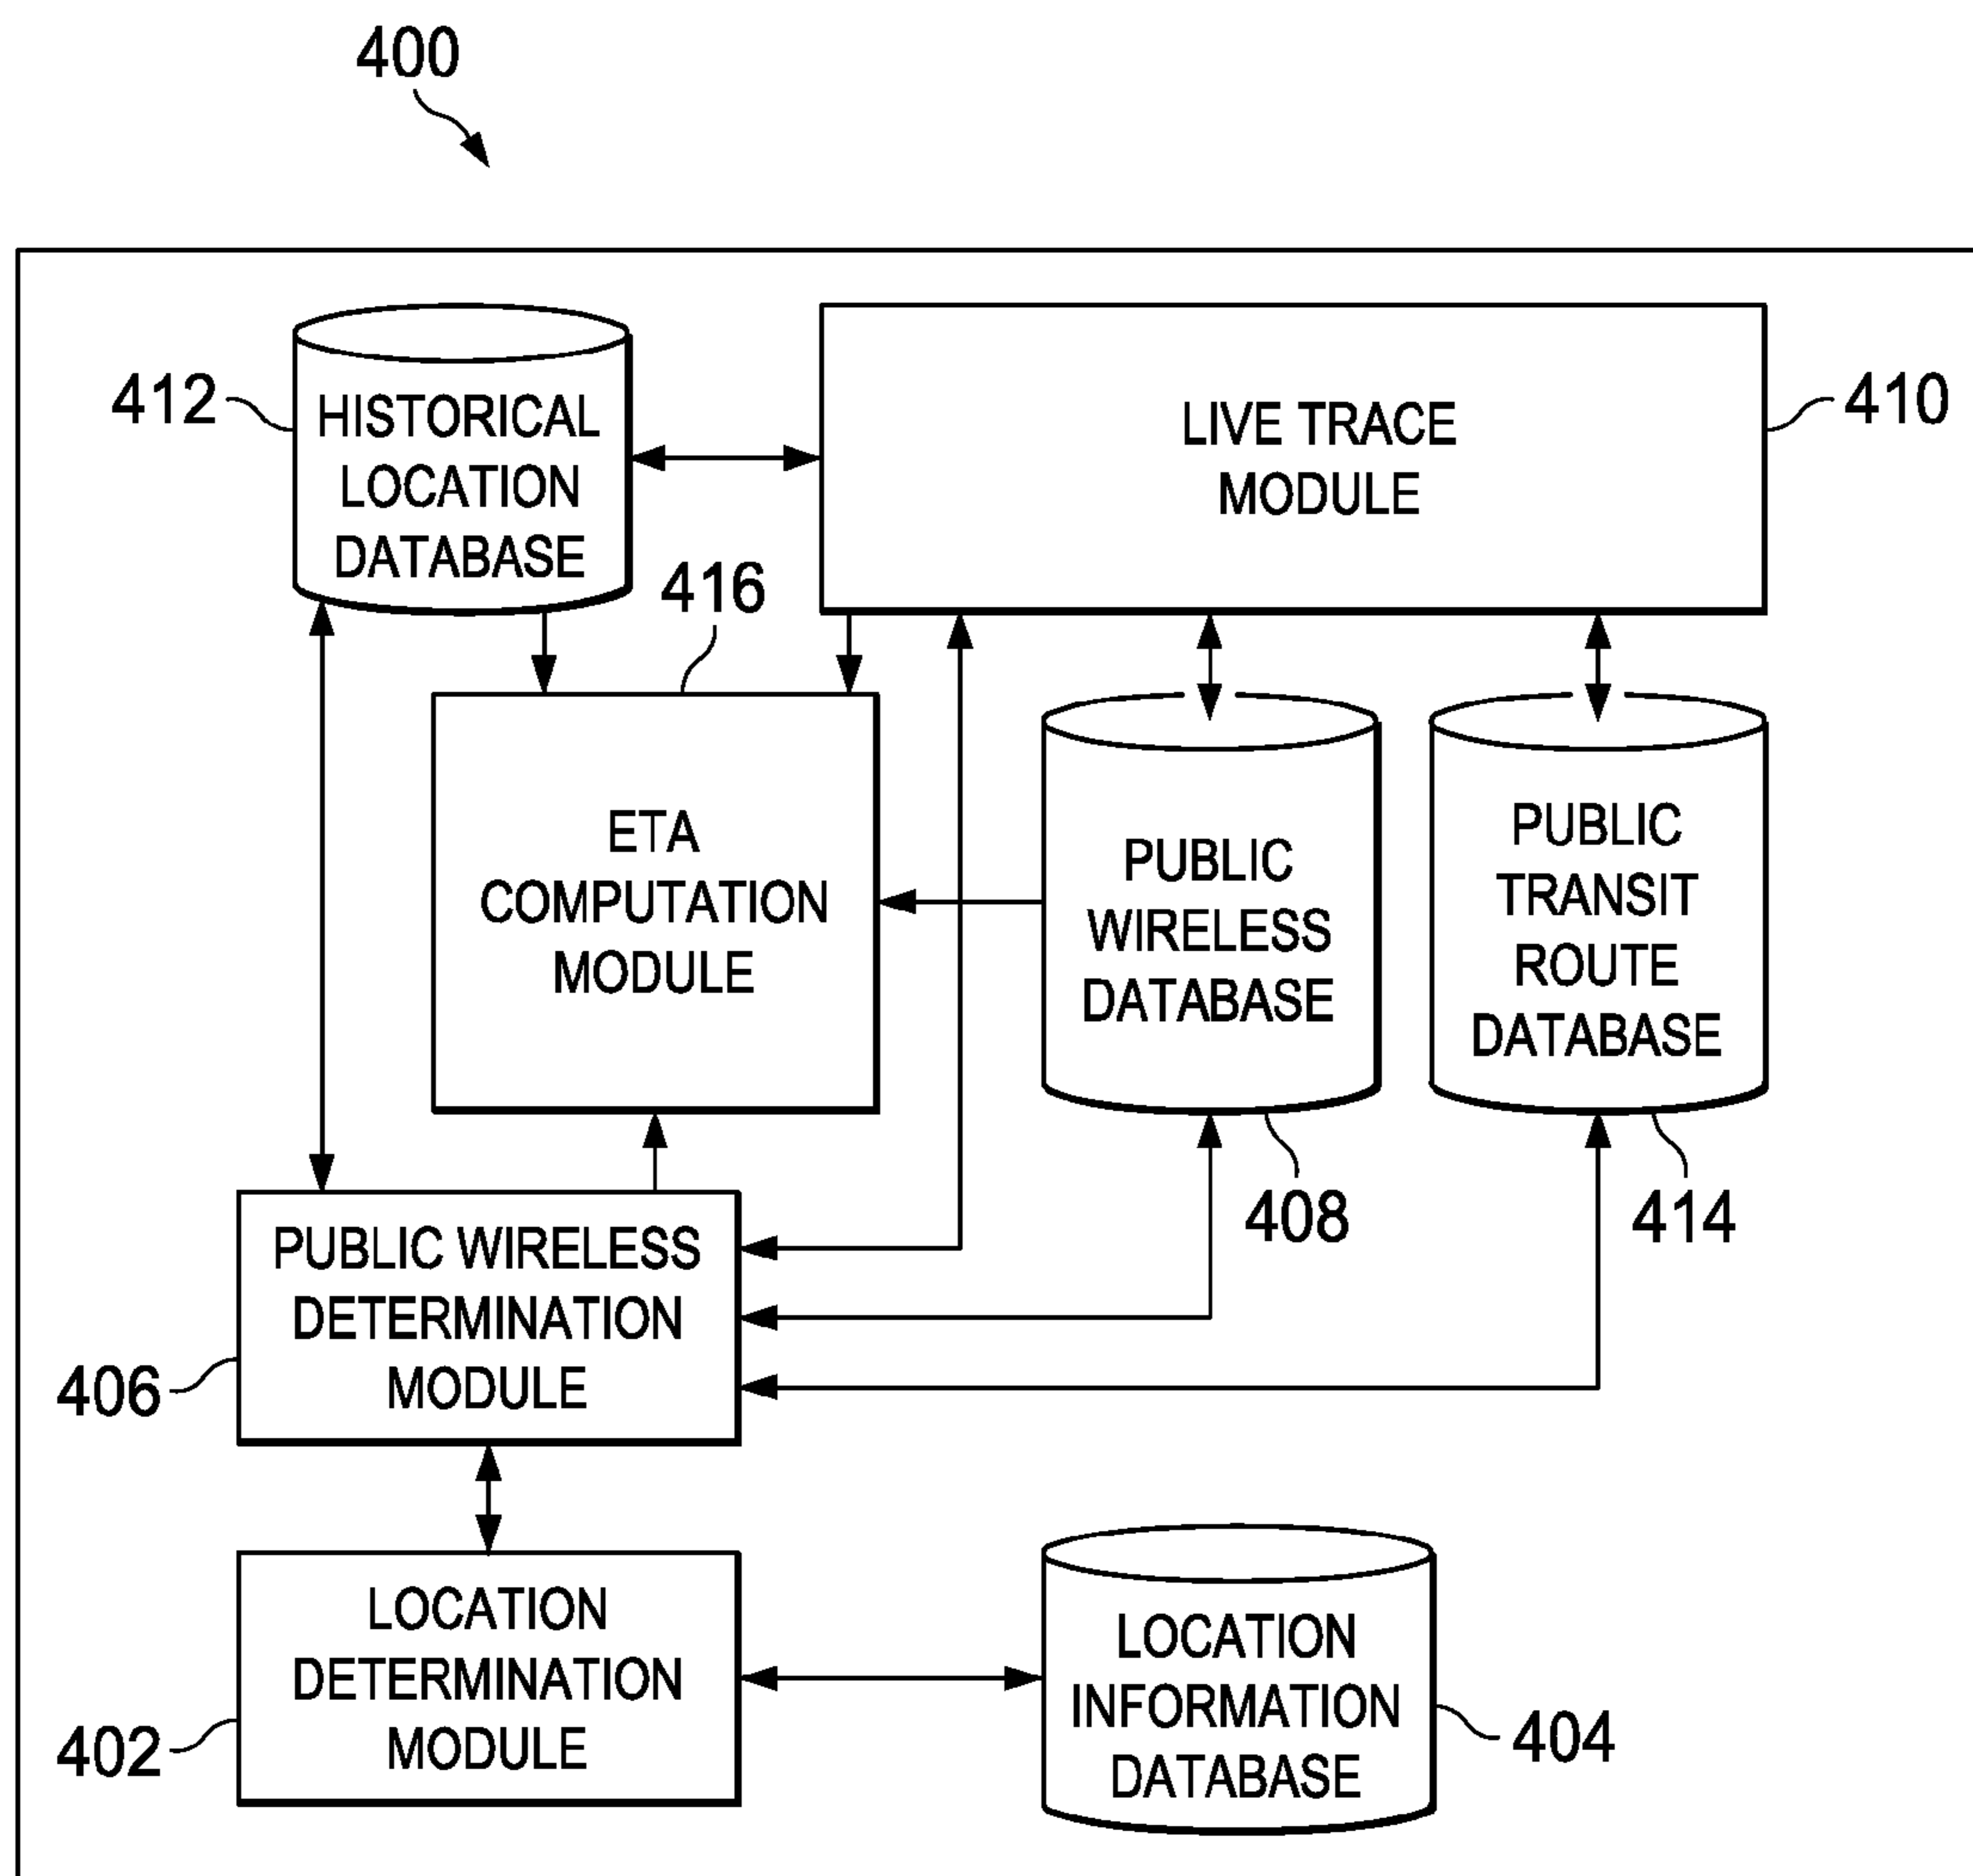 400
412
HISTORICAL
LOCATION
DATABASE
LIVE TRACE
MODULE
410
416
ETA
COMPUTATION
MODULE
PUBLIC
WIRELESS
DATABASE
PUBLIC
TRANSIT
ROUTE
DATABASE
408
414
PUBLIC WIRELESS
DETERMINATION
MODULE
406
LOCATION
DETERMINATION
MODULE
402
LOCATION
INFORMATION
DATABASE
404